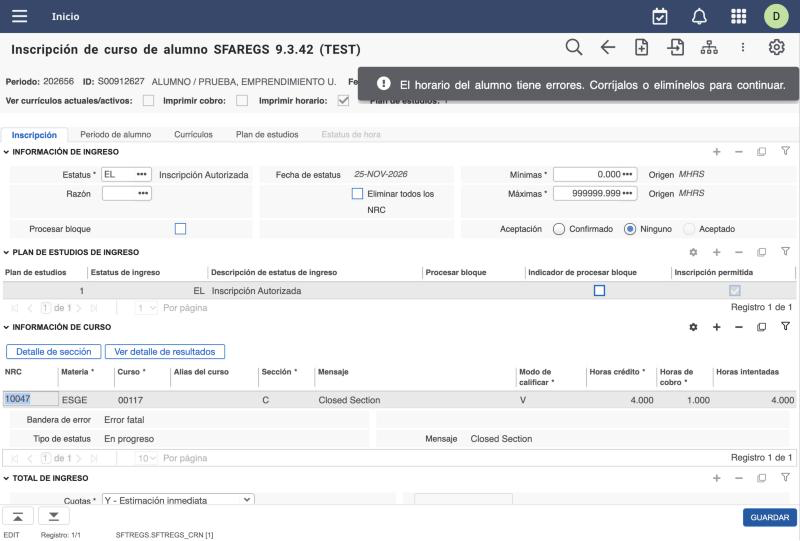 Inicio
D
Inscripción de curso de alumno SFAREGS 9.3.42 (TEST)
Periodo: 202656 ID: S00912627 ALUMNO / PRUEBA, EMPRENDIMIENTO U.
El horario del alumno tiene errores. Corríjalos o elimínelos para continuar.
Ver currículos actuales/activos: Imprimir cobro: Imprimir horario: Plan de estudios: 1
Inscripción Periodo de alumno Currículos Plan de estudios Estatus de hora
INFORMACIÓN DE INGRESO
Estatus * EL Inscripción Autorizada Fecha de estatus 25-NOV-2026 Mínimas * 0.000 Origen MHRS
Razón Eliminar todos los NRC Máximas * 999999.999 Origen MHRS
Procesar bloque Aceptación Confirmado Ninguno Aceptado
PLAN DE ESTUDIOS DE INGRESO
Plan de estudios Estatus de ingreso Descripción de estatus de ingreso Procesar bloque Indicador de procesar bloque Inscripción permitida
1 EL Inscripción Autorizada
1 de 1 1 Por página Registro 1 de 1
INFORMACIÓN DE CURSO
Detalle de sección Ver detalle de resultados
NRC Materia * Curso * Alias del curso Sección * Mensaje Modo de calificar * Horas crédito * Horas de cobro * Horas intentadas
10047 ESGE 00117 C Closed Section V 4.000 1.000 4.000
Bandera de error Error fatal
Tipo de estatus En progreso Mensaje Closed Section
1 de 1 10 Por página Registro 1 de 1
TOTAL DE INGRESO
Cuotas * Y - Estimación inmediata
GUARDAR
EDIT Registro: 1/1 SFTREGS.SFTREGS_CRN [1]